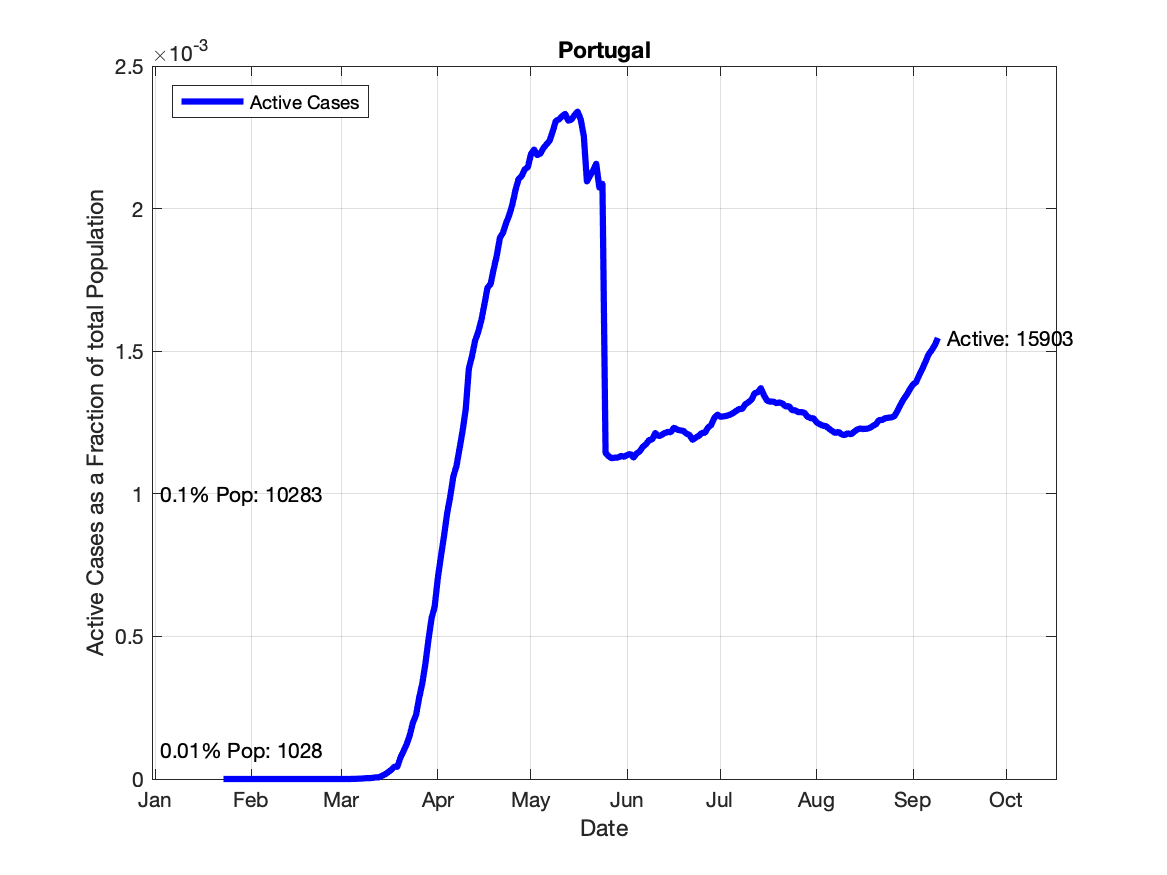 Portugal
×10-3
Active Cases
2.5
2
1.5
1
0.5
0
Active Cases as a Fraction of total Population
Active: 15903
0.1% Pop: 10283
0.01% Pop: 1028
Jan Feb Mar Apr May Jun Jul Aug Sep Oct
Date